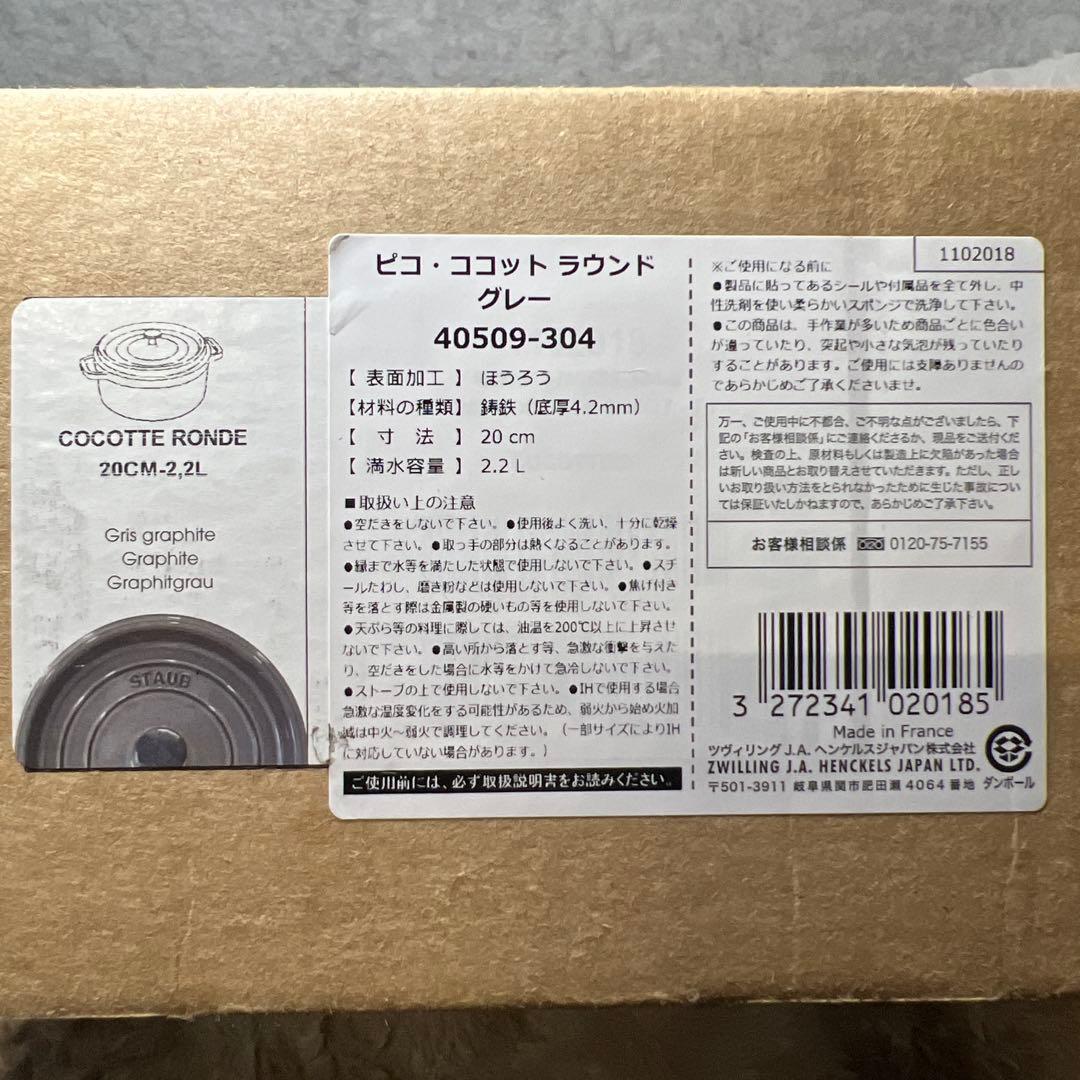 COCOTTE RONDE
20CM-2,2L
Gris graphite
Graphite
Graphitgrau
STAUB
ピコ・ココット ラウンド
グレー
40509-304
【 表面加工 】 ほうろう
【材料の種類】 鋳鉄（底厚4.2mm）
【 寸 法 】 20 cm
【 満水容量 】 2.2 L
■取扱い上の注意
●空だきをしないで下さい。●使用後よく洗い、十分に乾燥
させて下さい。●取っ手の部分は熱くなることがあります。
●縁まで水等を満たした状態で使用しないで下さい。●スチ
ールたわし、磨き粉などは使用しないで下さい。●焦げ付き
等を落とす際は金属製の硬いもの等を使用しないで下さい。
●天ぷら等の料理に際しては、油温を200℃以上に上昇させ
ないで下さい。●高い所から落とす等、急激な衝撃を与えた
り、空だきをした場合に水等をかけて急冷しないで下さい。
●ストーブの上で使用しないで下さい。●IHで使用する場合
急激な温度変化をする可能性があるため、弱火から始め火加
減は中火～弱火で調理してください。（一部サイズによりIH
に対応していない場合があります。）
ご使用前には、必ず取扱説明書をお読みください。
1102018
※ご使用になる前に
●製品に貼ってあるシールや付属品を全て外し、中
性洗剤を使い柔らかいスポンジで洗浄して下さい。
●この商品は、手作業が多いため商品ごとに色合い
が違っていたり、突起や小さな気泡が残っていたり
することがあります。ご使用には支障ありませんの
であらかじめご了承くださいませ。
万一、ご使用中に不都合、ご不明な点がございましたら、下
記の「お客様相談係」にご連絡くださるか、現品をご送付くだ
さい。検査の上、原材料もしくは製造上に欠陥があった場合
は新しい商品とお取り替えさせていただきます。ただし、正し
いお取り扱い方法をとられなかったために生じた事故につい
ては保証いたしかねますので、あらかじめご了承下さい。
お客様相談係 0120-75-7155
3 272341 020185
Made in France
ツヴィリング J.A. ヘンケルスジャパン株式会社
ZWILLING J.A. HENCKELS JAPAN LTD.
〒501-3911 岐阜県関市肥田瀬 4064 番地
ダンボール